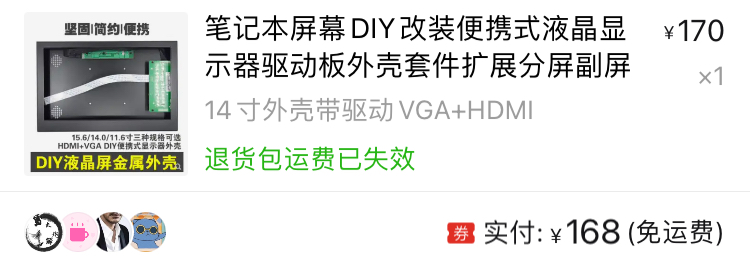 坚固|简约|便携
15.6/14.0/11.6寸三种规格可选
HDMI+VGA DIY便携式显示器外壳
DIY液晶屏金属外壳
笔记本屏幕DIY改装便携式液晶显
示器驱动板外壳套件扩展分屏副屏
14寸外壳带驱动VGA+HDMI
退货包运费已失效
¥170
×1
券 实付: ¥168 (免运费)